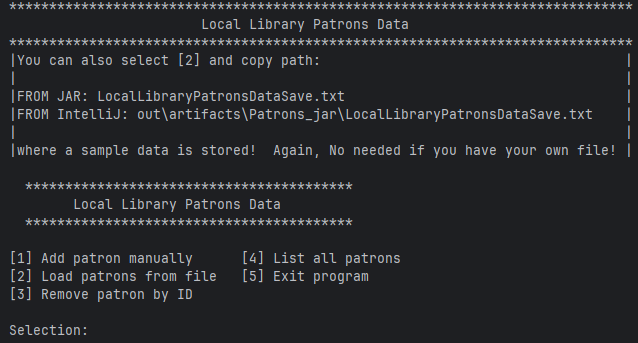 ******************************************************************************
Local Library Patrons Data
******************************************************************************
|You can also select [2] and copy path: |
| |
|FROM JAR: LocalLibraryPatronsDataSave.txt |
|FROM IntelliJ: out\artifacts\Patrons_jar\LocalLibraryPatronsDataSave.txt |
| |
|where a sample data is stored!  Again, No needed if you have your own file! |
*****************************************
Local Library Patrons Data
*****************************************
[1] Add patron manually      [4] List all patrons
[2] Load patrons from file   [5] Exit program
[3] Remove patron by ID
Selection: